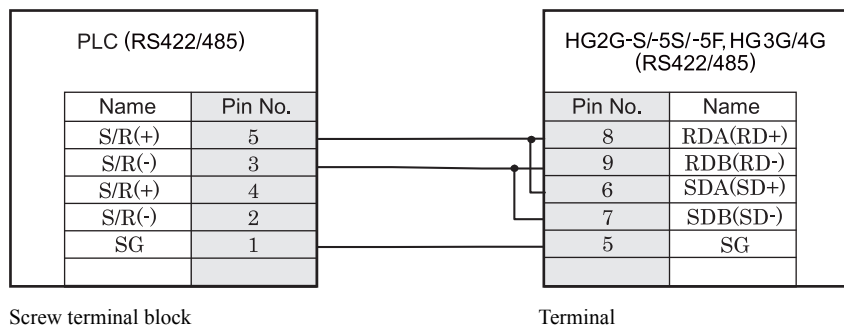 PLC (RS422/485)
HG2G-S/-5S/-5F, HG3G/4G
(RS422/485)
Name Pin No. Pin No. Name
S/R(+) 5 8 RDA(RD+)
S/R(-) 3 9 RDB(RD-)
S/R(+) 4 6 SDA(SD+)
S/R(-) 2 7 SDB(SD-)
SG 1 5 SG
Screw terminal block Terminal